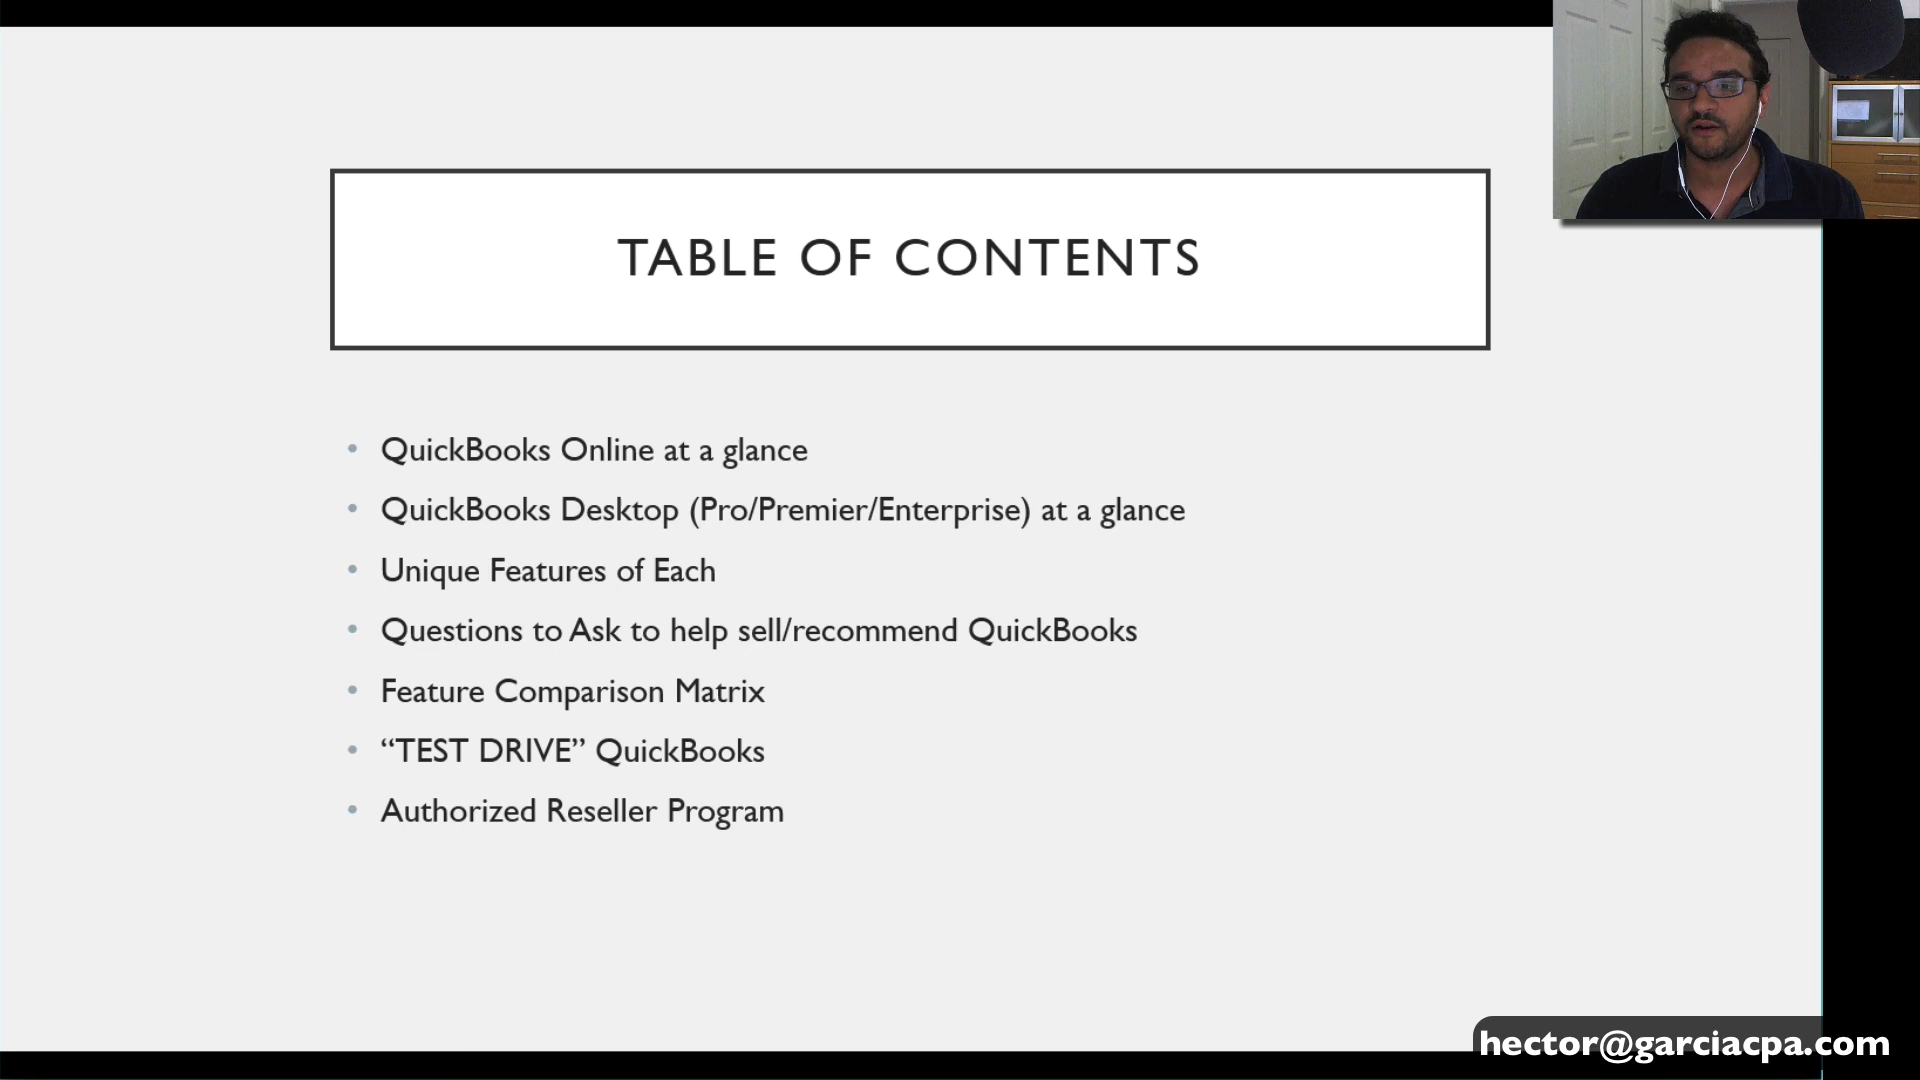 TABLE OF CONTENTS
• QuickBooks Online at a glance
• QuickBooks Desktop (Pro/Premier/Enterprise) at a glance
• Unique Features of Each
• Questions to Ask to help sell/recommend QuickBooks
• Feature Comparison Matrix
• “TEST DRIVE” QuickBooks
• Authorized Reseller Program
hector@garciacpa.com